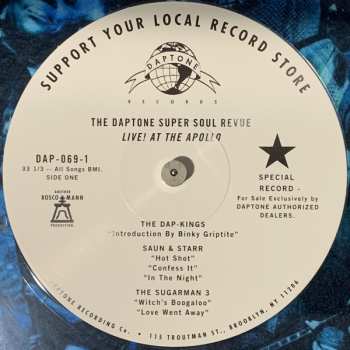 SUPPORT YOUR LOCAL RECORD STORE
DAPTONE
RECORDS
THE DAPTONE SUPER SOUL REVUE
LIVE! AT THE APOLLO
DAP-069-1
33 1/3 — All Songs BMI.
SIDE ONE
ANOTHER
BOSCO MANN
PRODUCTION
SPECIAL
RECORD -
For Sale Exclusively by
DAPTONE AUTHORIZED
DEALERS.
THE DAP-KINGS
"Introduction By Binky Griptite"
SAUN & STARR
"Hot Shot"
"Confess It"
"In The Night"
THE SUGARMAN 3
"Witch's Boogaloo"
"Love Went Away"
DAPTONE RECORDING Co. • 115 TROUTMAN ST., BROOKLYN, NY 11206